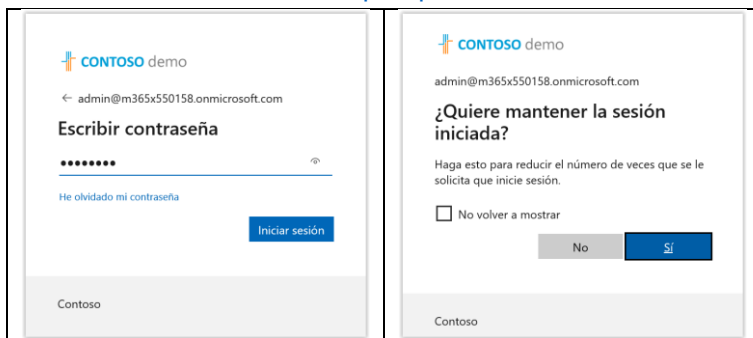 CONTOSO demo
← admin@m365x550158.onmicrosoft.com
Escribir contraseña
••••••••
He olvidado mi contraseña
Iniciar sesión
Contoso
CONTOSO demo
admin@m365x550158.onmicrosoft.com
¿Quiere mantener la sesión
iniciada?
Haga esto para reducir el número de veces que se le
solicita que inicie sesión.
No volver a mostrar
No
Sí
Contoso